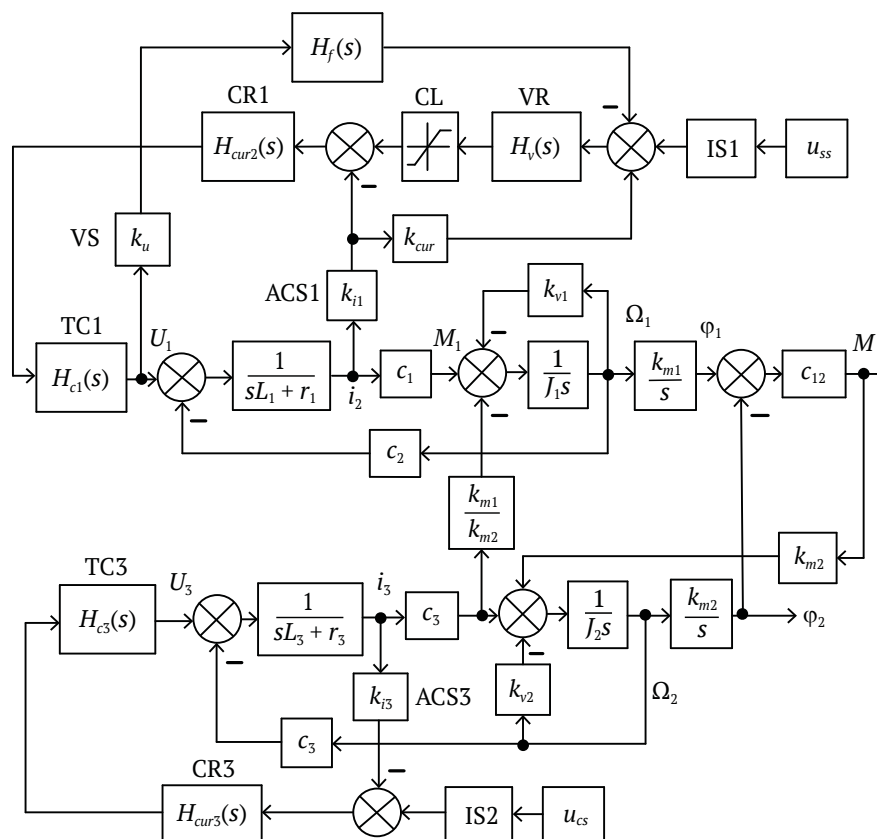 H_f(s)
CR1
CL
VR
H_cur2(s)
H_v(s)
IS1
u_ss
VS
k_u
k_cur
ACS1
k_i1
k_v1
TC1
U_1
M_1
Ω_1
φ_1
M
H_c1(s)
1/(sL_1 + r_1)
i_2
c_1
1/(J_1s)
k_m1/s
c_12
c_2
k_m1/k_m2
k_m2
TC3
U_3
i_3
H_c3(s)
1/(sL_3 + r_3)
c_3
1/(J_2s)
k_m2/s
φ_2
k_i3
ACS3
k_v2
Ω_2
c_3
CR3
H_cur3(s)
IS2
u_cs